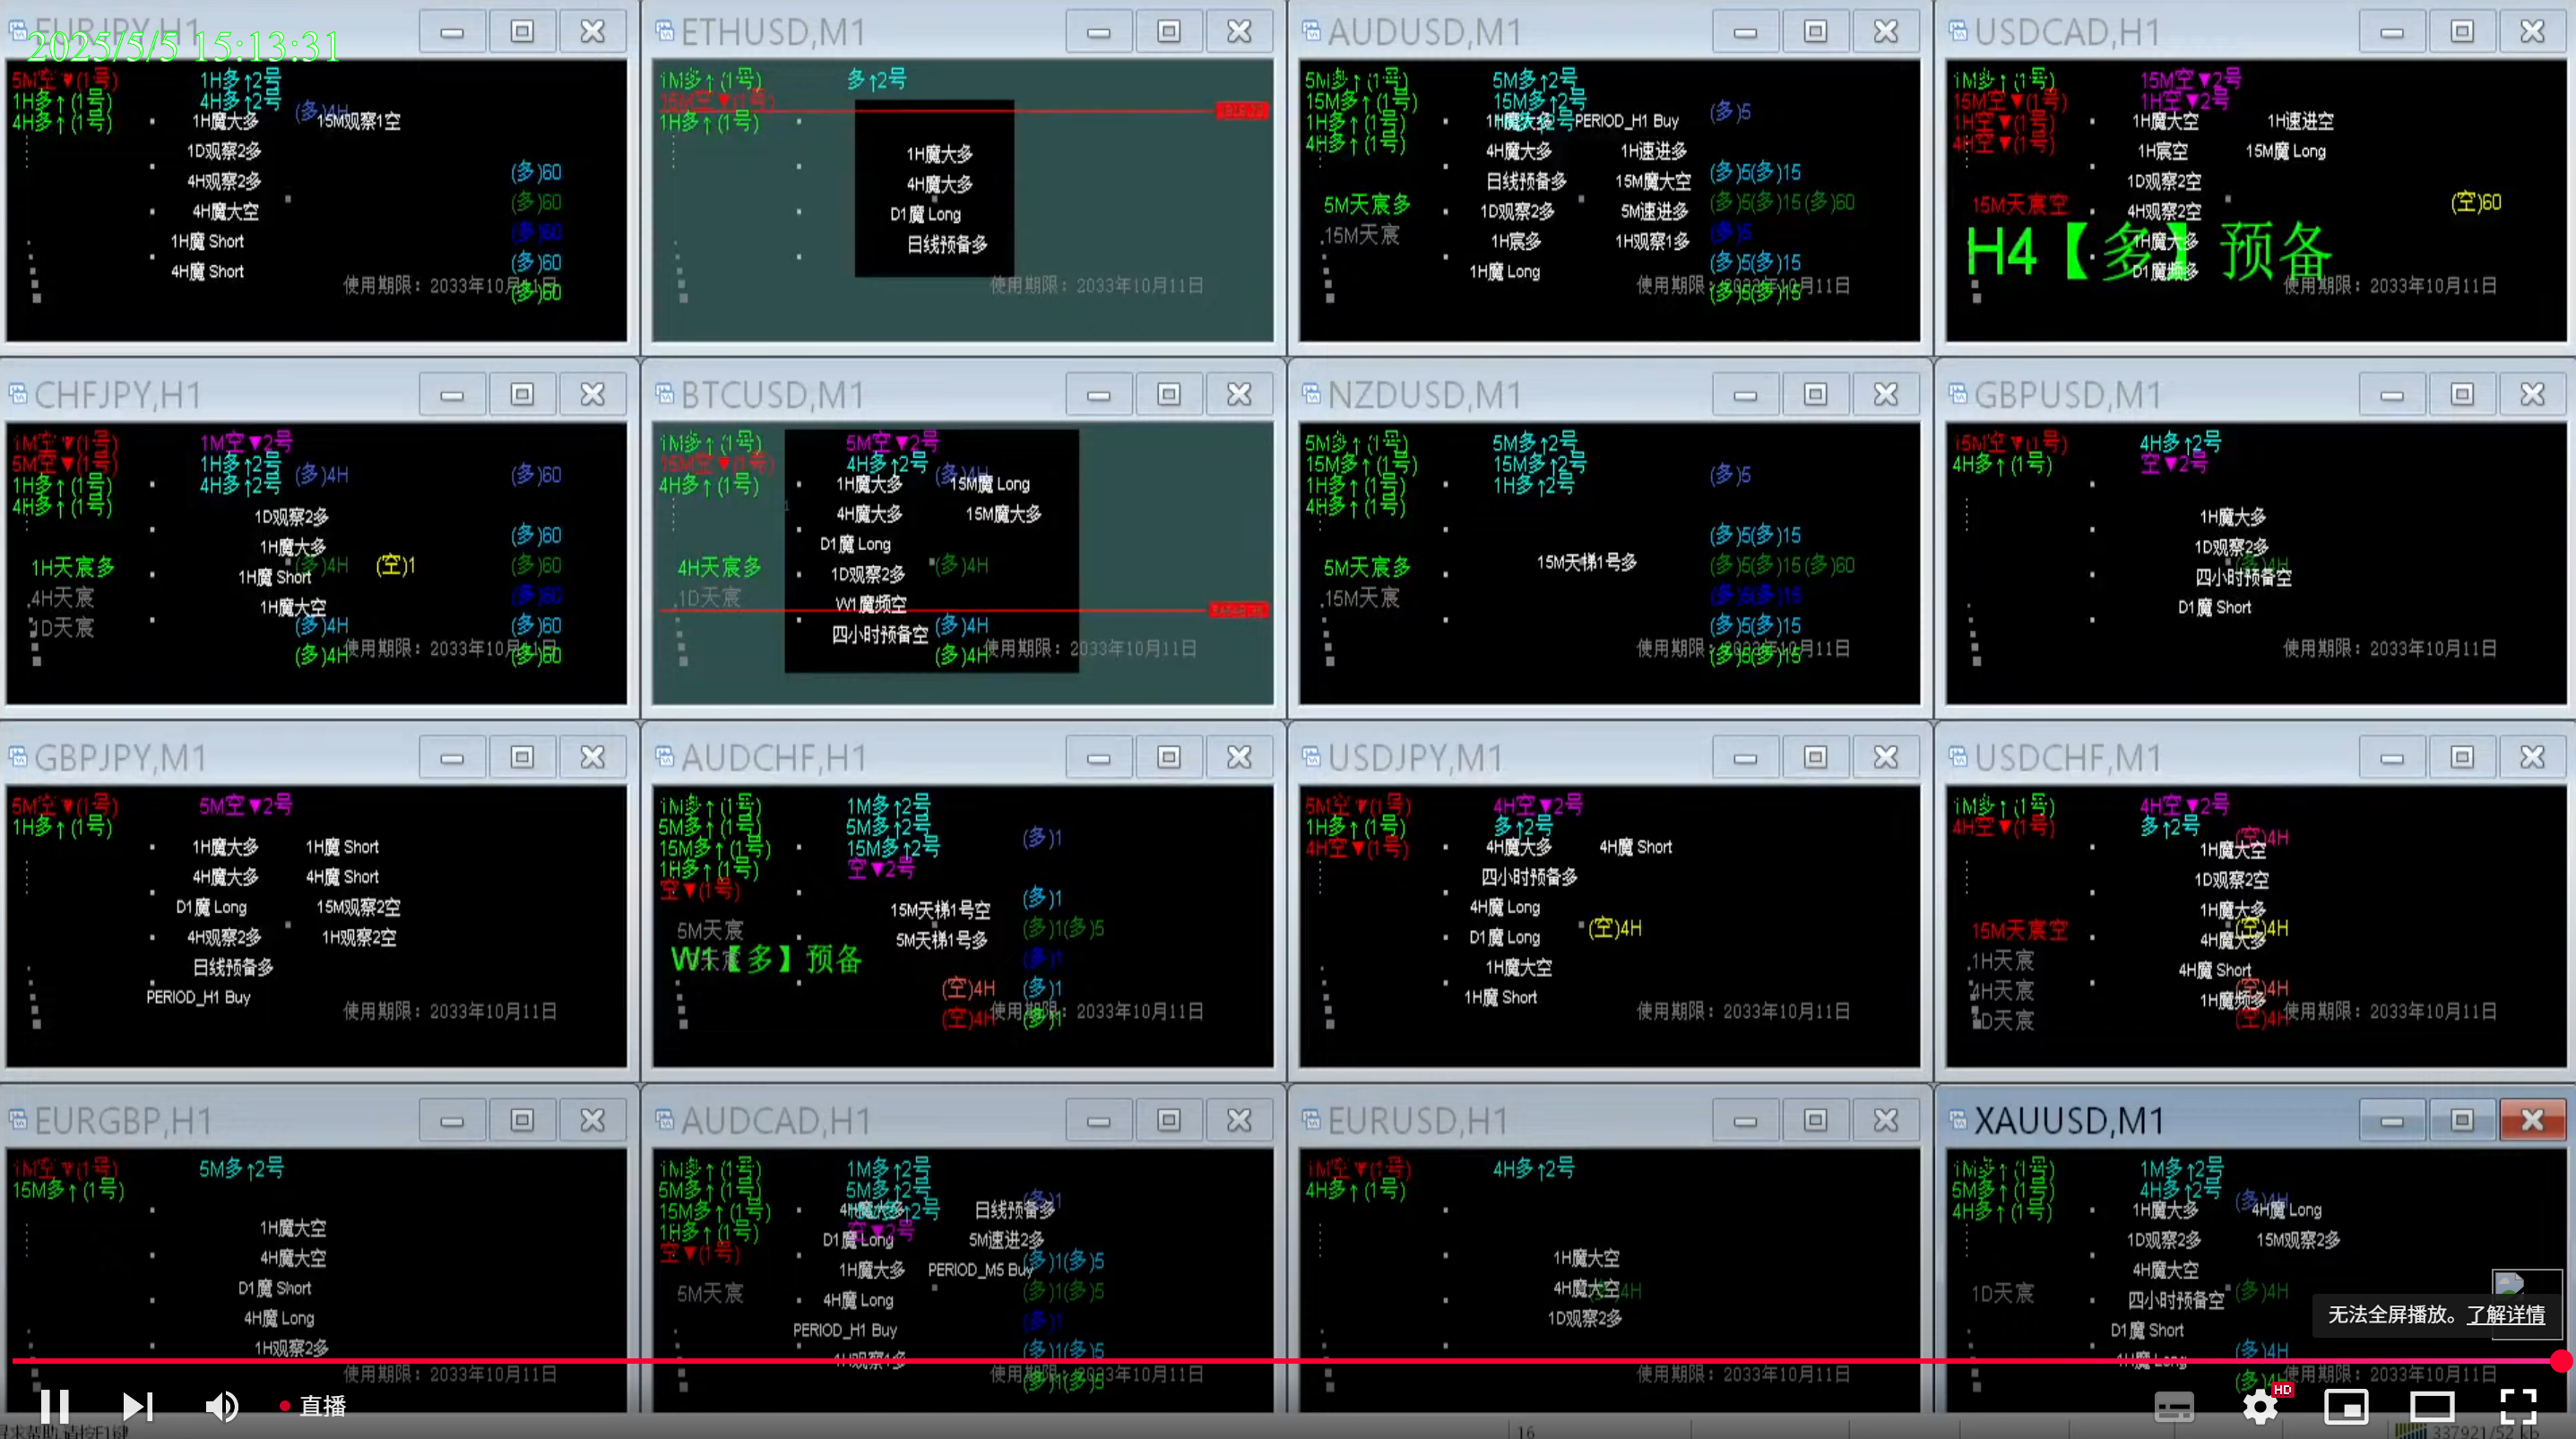 EURJPY,H1
2025/5/5 15:13:31
5M空▼(1号) 1H多↑2号
1H多↑(1号) 4H多↑2号 (多)4H
4H多↑(1号) 1H魔大多 15M观察1空
1D观察2多
4H观察2多 (多)60
4H魔大空 (多)60
1H魔 Short (多)60
4H魔 Short (多)60
使用期限：2033年10月11日 (多)60
ETHUSD,M1
1M多↑(1号) 多↑2号
15M空▼(1号)
1H多↑(1号)
1H魔大多
4H魔大多
D1魔 Long
日线预备多
使用期限：2033年10月11日
AUDUSD,M1
5M多↑(1号) 5M多↑2号
15M多↑(1号) 15M多↑2号 (多)5
1H多↑(1号) 1H魔大多 PERIOD_H1 Buy
4H多↑(1号) 4H魔大多 1H速进多
日线预备多 15M魔大空 (多)5(多)15
5M天宸多 1D观察2多 5M速进多 (多)5(多)15(多)60
15M天宸 1H宸多 1H观察1多 (多)5
1H魔 Long (多)5(多)15
使用期限：2033年10月11日 (多)5(多)15
USDCAD,H1
1M多↑(1号) 15M空▼2号
15M空▼(1号) 1H空▼2号
1H空▼(1号) 1H魔大空 1H速进空
4H空▼(1号) 1H宸空 15M魔 Long
1D观察2空
15M天宸空 4H观察2空 (空)60
H4【多】预备
1H魔大多
D1魔频多
使用期限：2033年10月11日
CHFJPY,H1
1M空▼(1号) 1M空▼2号
5M空▼(1号) 1H多↑2号 (多)4H (多)60
1H多↑(1号) 4H多↑2号
4H多↑(1号) 1D观察2多
1H魔大多 (多)60
1H天宸多 (多)4H (空)1 (多)60
4H天宸 1H魔 Short (多)60
1D天宸 1H魔大空
(多)4H (多)60
(多)4H 使用期限：2033年10月11日 (多)60
BTCUSD,M1
1M多↑(1号) 5M空▼2号
15M空▼(1号) 4H多↑2号 (多)4H
4H多↑(1号) 1H魔大多 15M魔 Long
4H魔大多 15M魔大多
D1魔 Long
4H天宸多 1D观察2多 (多)4H
1D天宸 W1魔频空
四小时预备空 (多)4H
(多)4H 使用期限：2033年10月11日
NZDUSD,M1
5M多↑(1号) 5M多↑2号
15M多↑(1号) 15M多↑2号 (多)5
1H多↑(1号) 1H多↑2号
4H多↑(1号)
(多)5(多)15
5M天宸多 15M天梯1号多 (多)5(多)15(多)60
15M天宸 (多)5(多)15
(多)5(多)15
使用期限：2033年10月11日 (多)5(多)15
GBPUSD,M1
15M空▼(1号) 4H多↑2号
4H多↑(1号) 空▼2号
1H魔大多
1D观察2多
(多)4H
四小时预备空
D1魔 Short
使用期限：2033年10月11日
GBPJPY,M1
5M空▼(1号) 5M空▼2号
1H多↑(1号)
1H魔大多 1H魔 Short
4H魔大多 4H魔 Short
D1魔 Long 15M观察2空
4H观察2多 1H观察2空
日线预备多
PERIOD_H1 Buy
使用期限：2033年10月11日
AUDCHF,H1
1M多↑(1号) 1M多↑2号
5M多↑(1号) 5M多↑2号 (多)1
15M多↑(1号) 15M多↑2号
1H多↑(1号) 空▼2号
空▼(1号) 15M天梯1号空 (多)1
5M天宸 5M天梯1号多 (多)1(多)5
W1【多】预备 (多)1
(空)4H (多)1
(空)4H 使用期限：2033年10月11日 (多)1
USDJPY,M1
5M空▼(1号) 4H空▼2号
1H多↑(1号) 多↑2号
4H空▼(1号) 4H魔大多 4H魔 Short
四小时预备多
4H魔 Long
D1魔 Long (空)4H
1H魔大空
1H魔 Short
使用期限：2033年10月11日
USDCHF,M1
1M多↑(1号) 4H空▼2号
4H空▼(1号) 多↑2号 (空)4H
1H魔大空
1D观察2空
1H魔大多
15M天宸空 (空)4H
4H魔大多
1H天宸 4H魔 Short
4H天宸 (空)4H
1H魔频多
1D天宸 (空)4H
使用期限：2033年10月11日
EURGBP,H1
1M空▼(1号) 5M多↑2号
15M多↑(1号)
1H魔大空
4H魔大空
D1魔 Short
4H魔 Long
1H观察2多
使用期限：2033年10月11日
AUDCAD,H1
1M多↑(1号) 1M多↑2号
5M多↑(1号) 5M多↑2号 (多)1
15M多↑(1号) 4H魔大多 日线预备多
1H多↑(1号) 空▼2号
空▼(1号) D1魔 Long 5M速进2多 (多)1(多)5
1H魔大多 PERIOD_M5 Buy
5M天宸 4H魔 Long (多)1(多)5
PERIOD_H1 Buy (多)1
1H观察1多 (多)1(多)5
使用期限：2033年10月11日 (多)1(多)5
EURUSD,H1
1M空▼(1号) 4H多↑2号
4H多↑(1号)
1H魔大空
4H魔大空 (多)4H
1D观察2多
使用期限：2033年10月11日
XAUUSD,M1
1M多↑(1号) 1M多↑2号
5M多↑(1号) 4H多↑2号 (多)4H
4H多↑(1号) 1H魔大多 4H魔 Long
1D观察2多 15M观察2多
4H魔大空
1D天宸 四小时预备空 (多)4H
D1魔 Short
1H魔 Long (多)4H
使用期限：2033年10月11日
无法全屏播放。了解详情
直播
HD
16
337921/52 kb